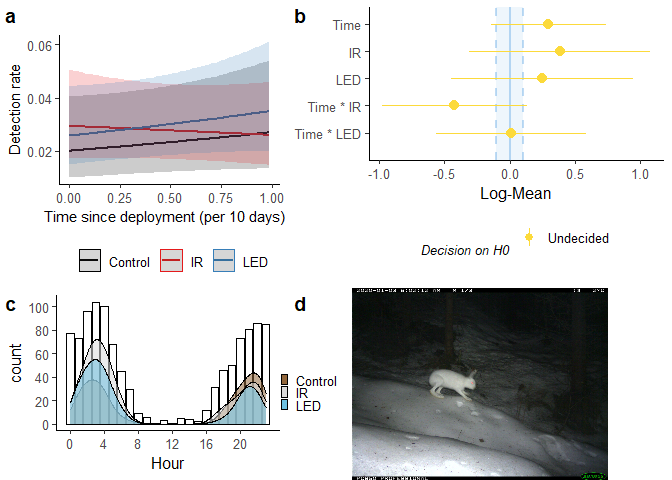 a
Detection rate
0.06
0.04
0.02
0.00
0.25
0.50
0.75
1.00
Time since deployment (per 10 days)
Control
IR
LED
b
Time
IR
LED
Time * IR
Time * LED
-1.0
-0.5
0.0
0.5
1.0
Log-Mean
Decision on H0
Undecided
c
count
100
80
60
40
20
0
0
4
8
12
16
20
Hour
Control
IR
LED
d